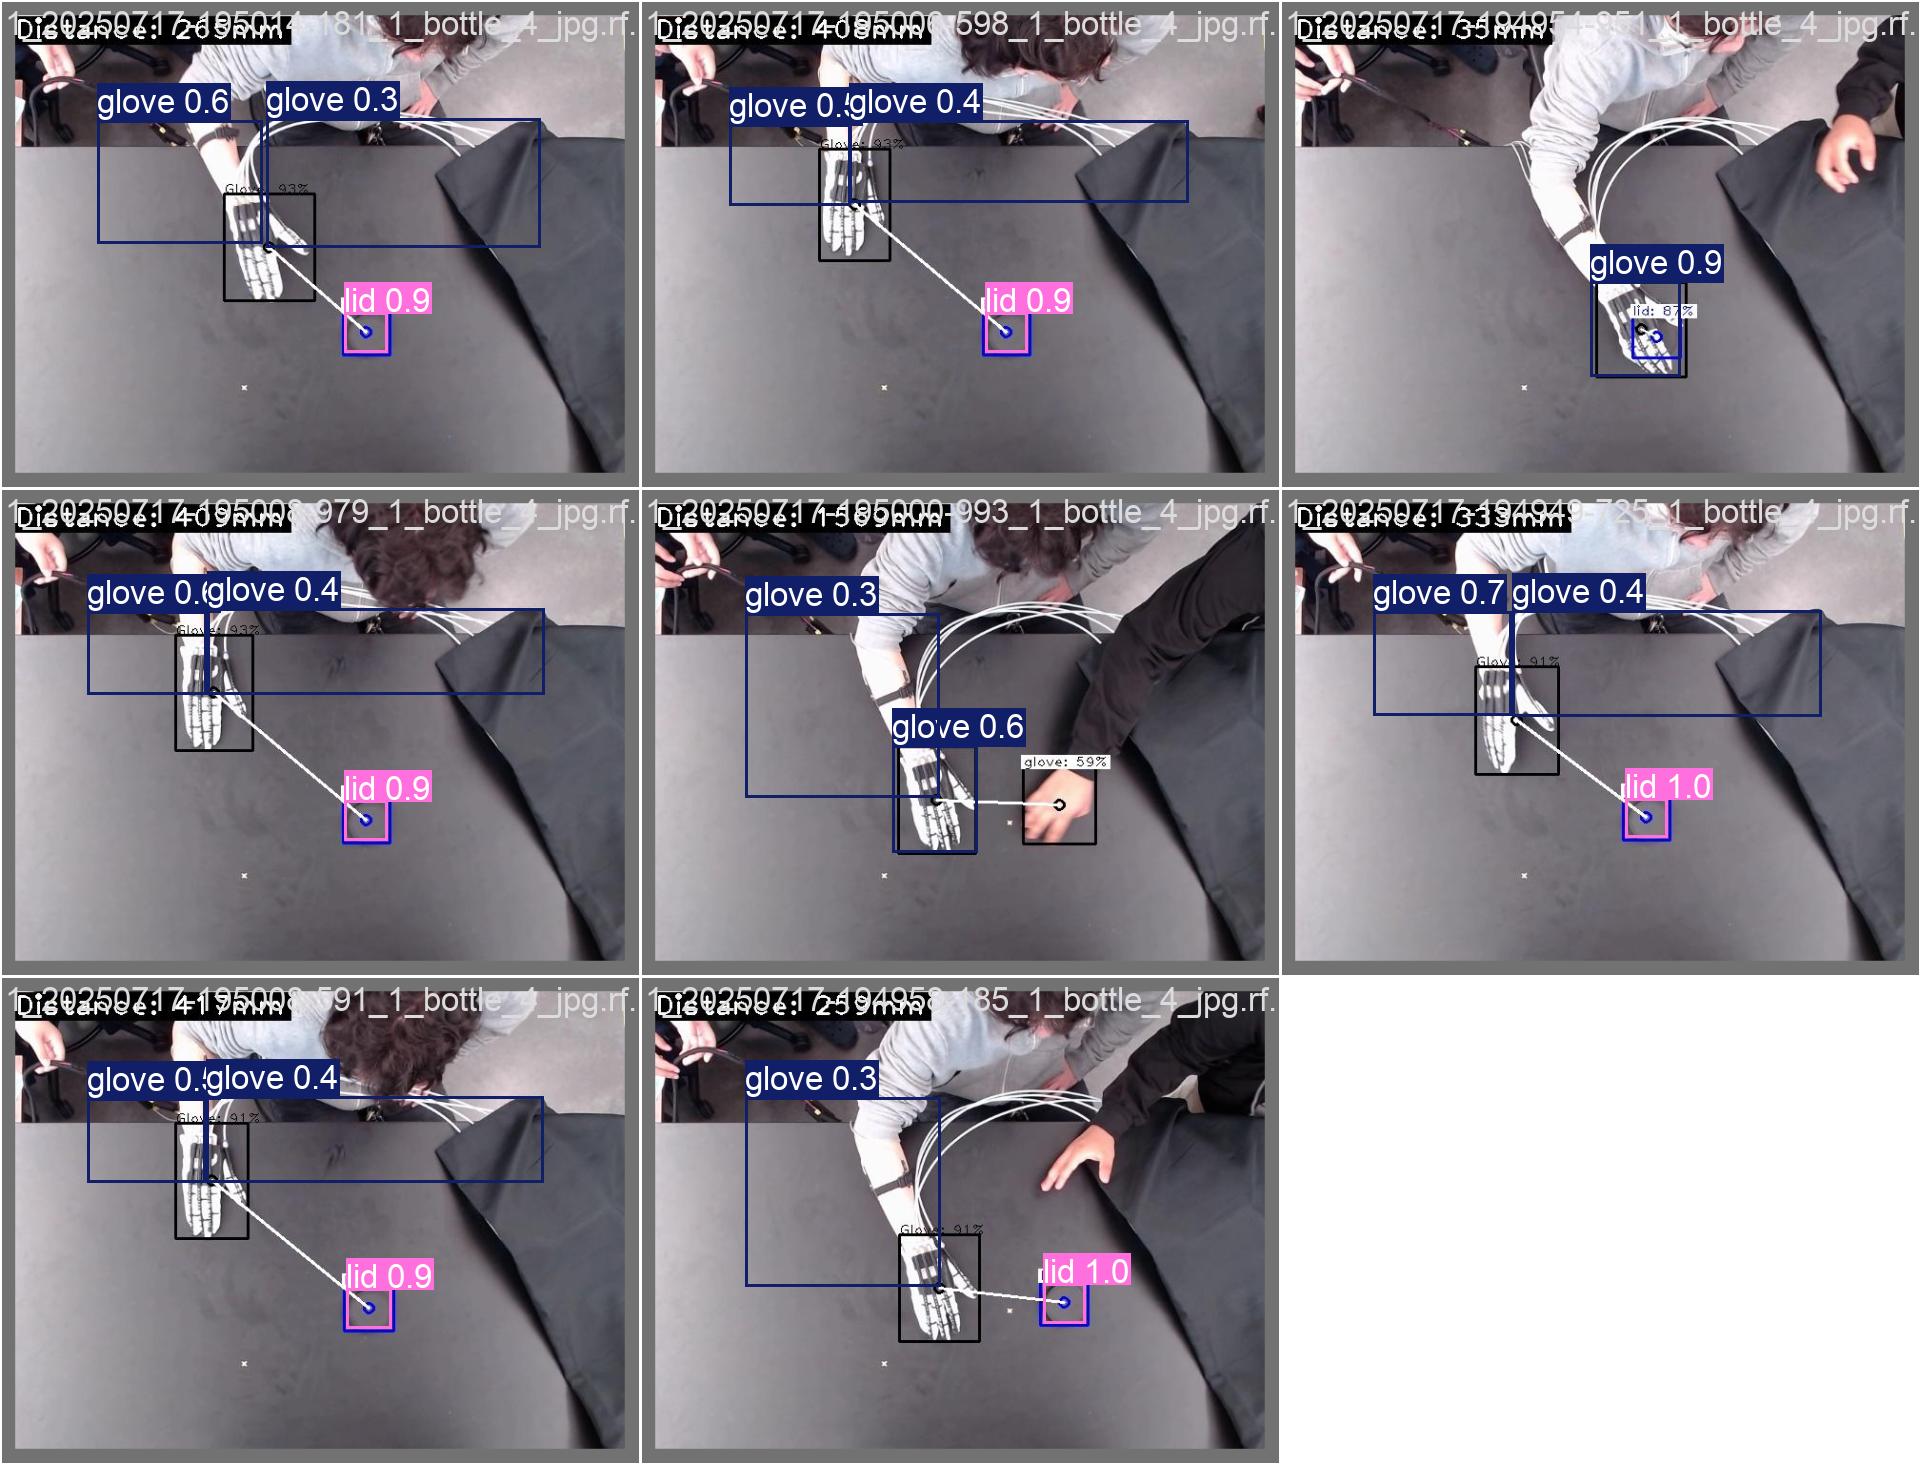 1_20250717-195014-181_1_bottle_4_jpg.rf.
Distance: 265mm
glove 0.6
glove 0.3
Glove: 93%
lid 0.9
1_20250717-195006-598_1_bottle_4_jpg.rf.
Distance: 408mm
glove 0.5
glove 0.4
Glove: 93%
lid 0.9
1_20250717-194954-951_1_bottle_4_jpg.rf.
Distance: 35mm
glove 0.9
lid: 87%
1_20250717-195008-979_1_bottle_4_jpg.rf.
Distance: 409mm
glove 0.6
glove 0.4
Glove: 93%
lid 0.9
1_20250717-195000-993_1_bottle_4_jpg.rf.
Distance: 1569mm
glove 0.3
glove 0.6
glove: 59%
1_20250717-194949-725_1_bottle_4_jpg.rf.
Distance: 333mm
glove 0.7
glove 0.4
Glove: 91%
lid 1.0
1_20250717-195008-591_1_bottle_4_jpg.rf.
Distance: 417mm
glove 0.5
glove 0.4
Glove: 91%
lid 0.9
1_20250717-194958-185_1_bottle_4_jpg.rf.
Distance: 259mm
glove 0.3
Glove: 91%
lid 1.0